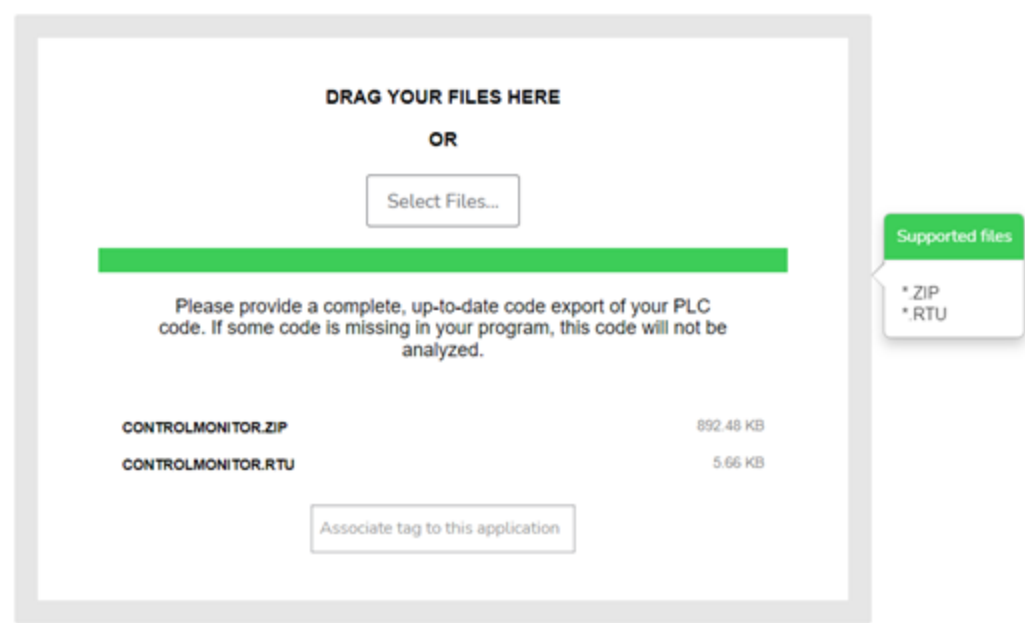 DRAG YOUR FILES HERE
OR
Select Files...
Supported files
*.ZIP
*.RTU
Please provide a complete, up-to-date code export of your PLC
code. If some code is missing in your program, this code will not be
analyzed.
CONTROLMONITOR.ZIP 892.48 KB
CONTROLMONITOR.RTU 5.66 KB
Associate tag to this application